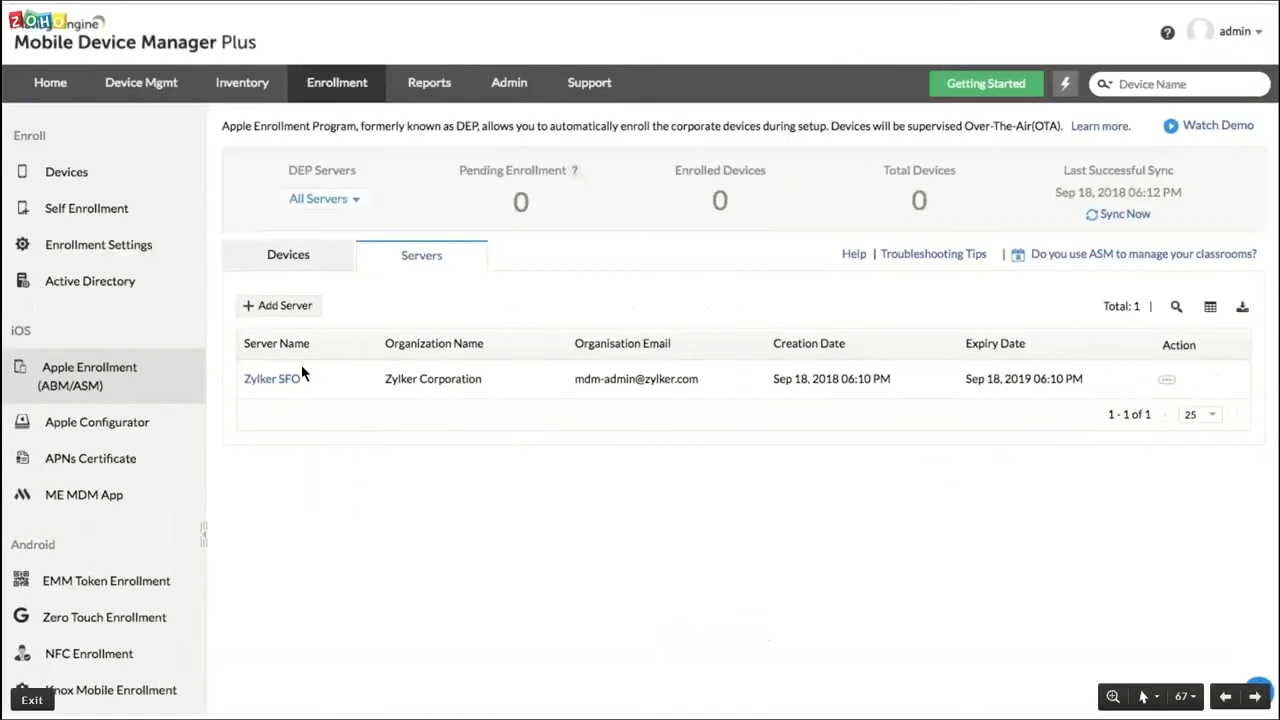 ZOHO
Engine
Mobile Device Manager Plus
admin
Home Device Mgmt Inventory Enrollment Reports Admin Support Getting Started Device Name
Enroll
Devices
Self Enrollment
Enrollment Settings
Active Directory
iOS
Apple Enrollment
(ABM/ASM)
Apple Configurator
APNs Certificate
ME MDM App
Android
EMM Token Enrollment
Zero Touch Enrollment
NFC Enrollment
Knox Mobile Enrollment
Exit
Apple Enrollment Program, formerly known as DEP, allows you to automatically enroll the corporate devices during setup. Devices will be supervised Over-The-Air(OTA). Learn more. Watch Demo
DEP Servers Pending Enrollment ? Enrolled Devices Total Devices Last Successful Sync
All Servers 0 0 0 Sep 18, 2018 06:12 PM
Sync Now
Devices Servers Help | Troubleshooting Tips | Do you use ASM to manage your classrooms?
+ Add Server Total: 1 |
Server Name Organization Name Organisation Email Creation Date Expiry Date Action
Zylker SFO Zylker Corporation mdm-admin@zylker.com Sep 18, 2018 06:10 PM Sep 18, 2019 06:10 PM
1 - 1 of 1 25
67